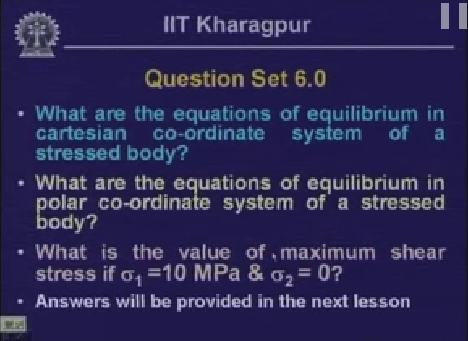 IIT Kharagpur
Question Set 6.0
• What are the equations of equilibrium in
cartesian co-ordinate system of a
stressed body?
• What are the equations of equilibrium in
polar co-ordinate system of a stressed
body?
• What is the value of maximum shear
stress if σ₁ =10 MPa & σ₂ = 0?
• Answers will be provided in the next lesson